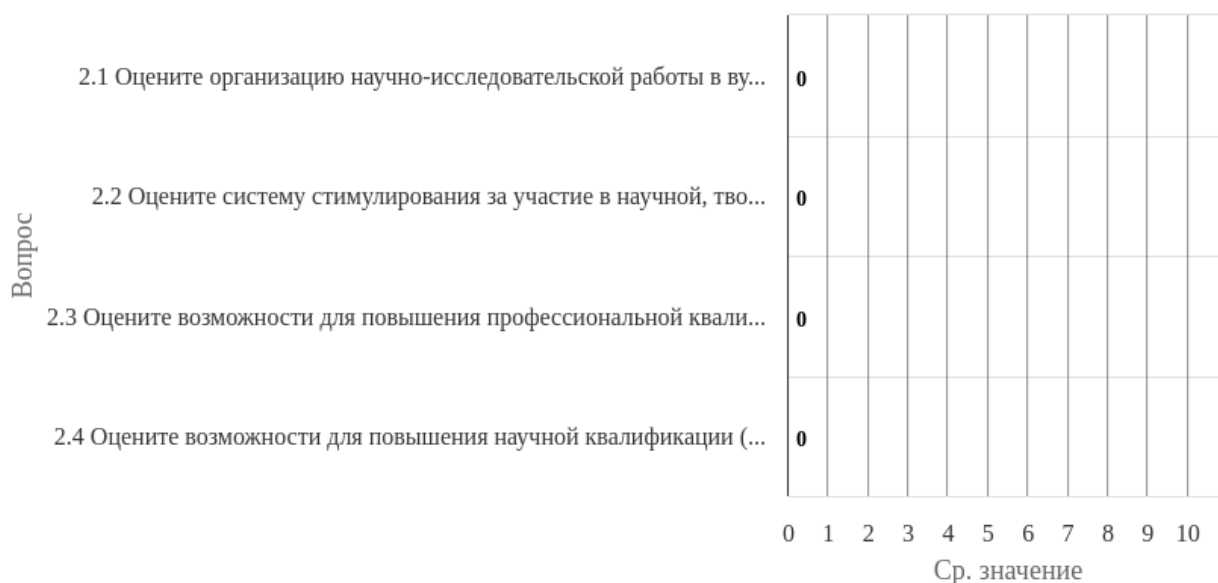 2.1 Оцените организацию научно-исследовательской работы в ву...
0
2.2 Оцените систему стимулирования за участие в научной, тво...
0
2.3 Оцените возможности для повышения профессиональной квали...
0
2.4 Оцените возможности для повышения научной квалификации (...
0
Вопрос
0 1 2 3 4 5 6 7 8 9 10
Ср. значение